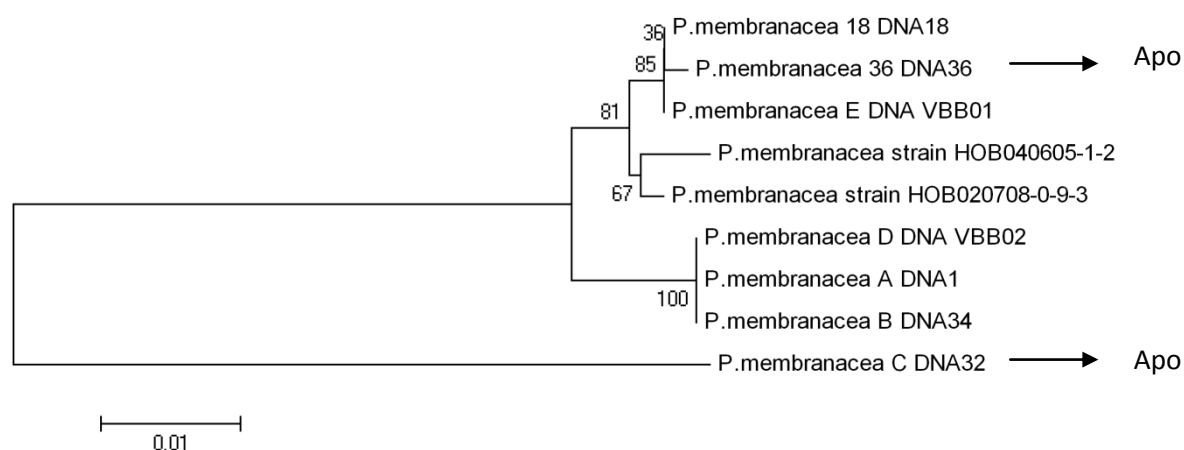 36 P.membranacea 18 DNA18
85 P.membranacea 36 DNA36 Apo
P.membranacea E DNA VBB01
81
P.membranacea strain HOB040605-1-2
67 P.membranacea strain HOB020708-0-9-3
P.membranacea D DNA VBB02
P.membranacea A DNA1
100
P.membranacea B DNA34
P.membranacea C DNA32 Apo
0.01